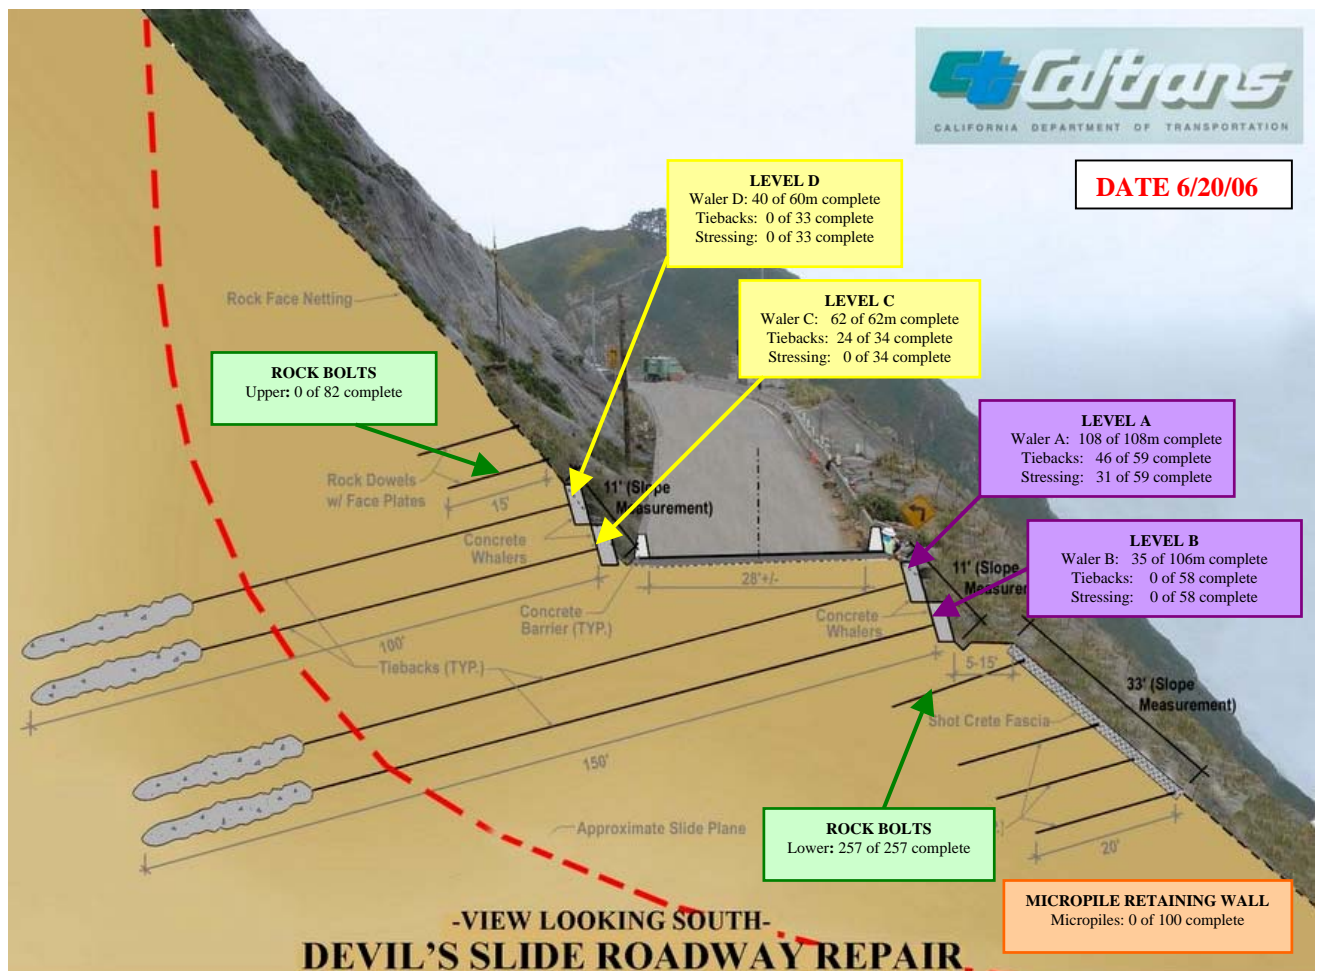 Caltrans
CALIFORNIA DEPARTMENT OF TRANSPORTATION
DATE 6/20/06
LEVEL D
Waler D: 40 of 60m complete
Tiebacks: 0 of 33 complete
Stressing: 0 of 33 complete
LEVEL C
Waler C: 62 of 62m complete
Tiebacks: 24 of 34 complete
Stressing: 0 of 34 complete
Rock Face Netting
ROCK BOLTS
Upper: 0 of 82 complete
LEVEL A
Waler A: 108 of 108m complete
Tiebacks: 46 of 59 complete
Stressing: 31 of 59 complete
Rock Dowels
w/ Face Plates
15'
11' (Slope
Measurement)
Concrete
Whalers
LEVEL B
Waler B: 35 of 106m complete
Tiebacks: 0 of 58 complete
Stressing: 0 of 58 complete
11' (Slope
28'+/-
Concrete
Barrier (TYP.)
Concrete
Whalers
100'
Tiebacks (TYP.)
5-15'
33' (Slope
Measurement)
Shot Crete Fascia
150'
Approximate Slide Plane
ROCK BOLTS
Lower: 257 of 257 complete
20'
MICROPILE RETAINING WALL
Micropiles: 0 of 100 complete
-VIEW LOOKING SOUTH-
DEVIL'S SLIDE ROADWAY REPAIR